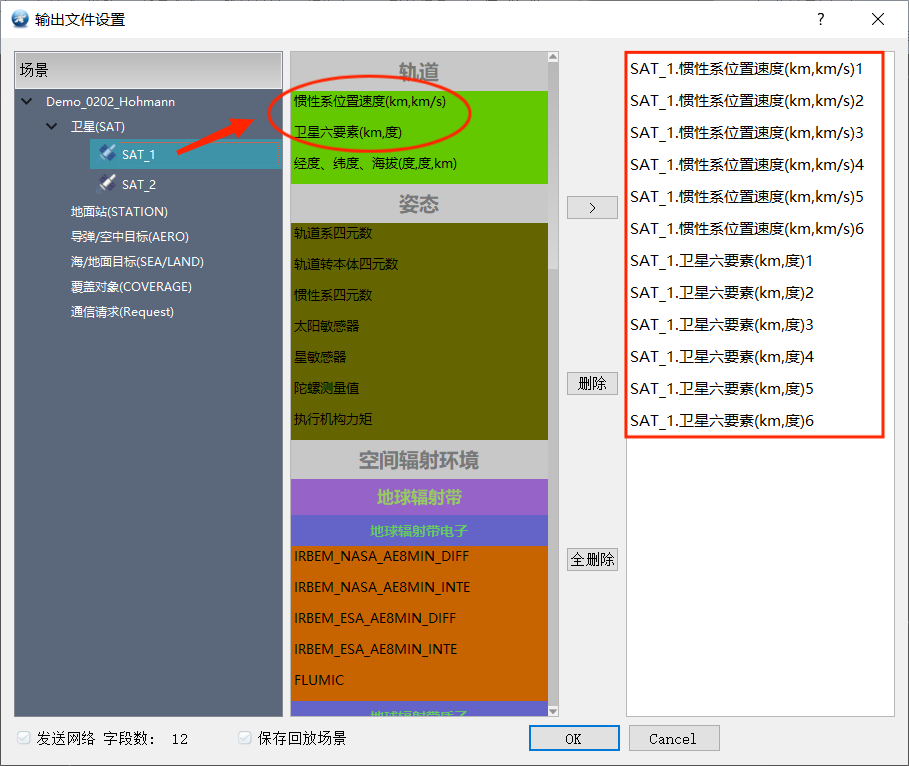 输出文件设置
?
场景
Demo_0202_Hohmann
卫星(SAT)
SAT_1
SAT_2
地面站(STATION)
导弹/空中目标(AERO)
海/地面目标(SEA/LAND)
覆盖对象(COVERAGE)
通信请求(Request)
轨道
惯性系位置速度(km,km/s)
卫星六要素(km,度)
经度、纬度、海拔(度,度,km)
姿态
轨道系四元数
轨道转本体四元数
惯性系四元数
太阳敏感器
星敏感器
陀螺测量值
执行机构力矩
空间辐射环境
地球辐射带
地球辐射带电子
IRBEM_NASA_AE8MIN_DIFF
IRBEM_NASA_AE8MIN_INTE
IRBEM_ESA_AE8MIN_DIFF
IRBEM_ESA_AE8MIN_INTE
FLUMIC
地球辐射带质子
>
删除
全删除
SAT_1.惯性系位置速度(km,km/s)1
SAT_1.惯性系位置速度(km,km/s)2
SAT_1.惯性系位置速度(km,km/s)3
SAT_1.惯性系位置速度(km,km/s)4
SAT_1.惯性系位置速度(km,km/s)5
SAT_1.惯性系位置速度(km,km/s)6
SAT_1.卫星六要素(km,度)1
SAT_1.卫星六要素(km,度)2
SAT_1.卫星六要素(km,度)3
SAT_1.卫星六要素(km,度)4
SAT_1.卫星六要素(km,度)5
SAT_1.卫星六要素(km,度)6
发送网络 字段数: 12
保存回放场景
OK
Cancel